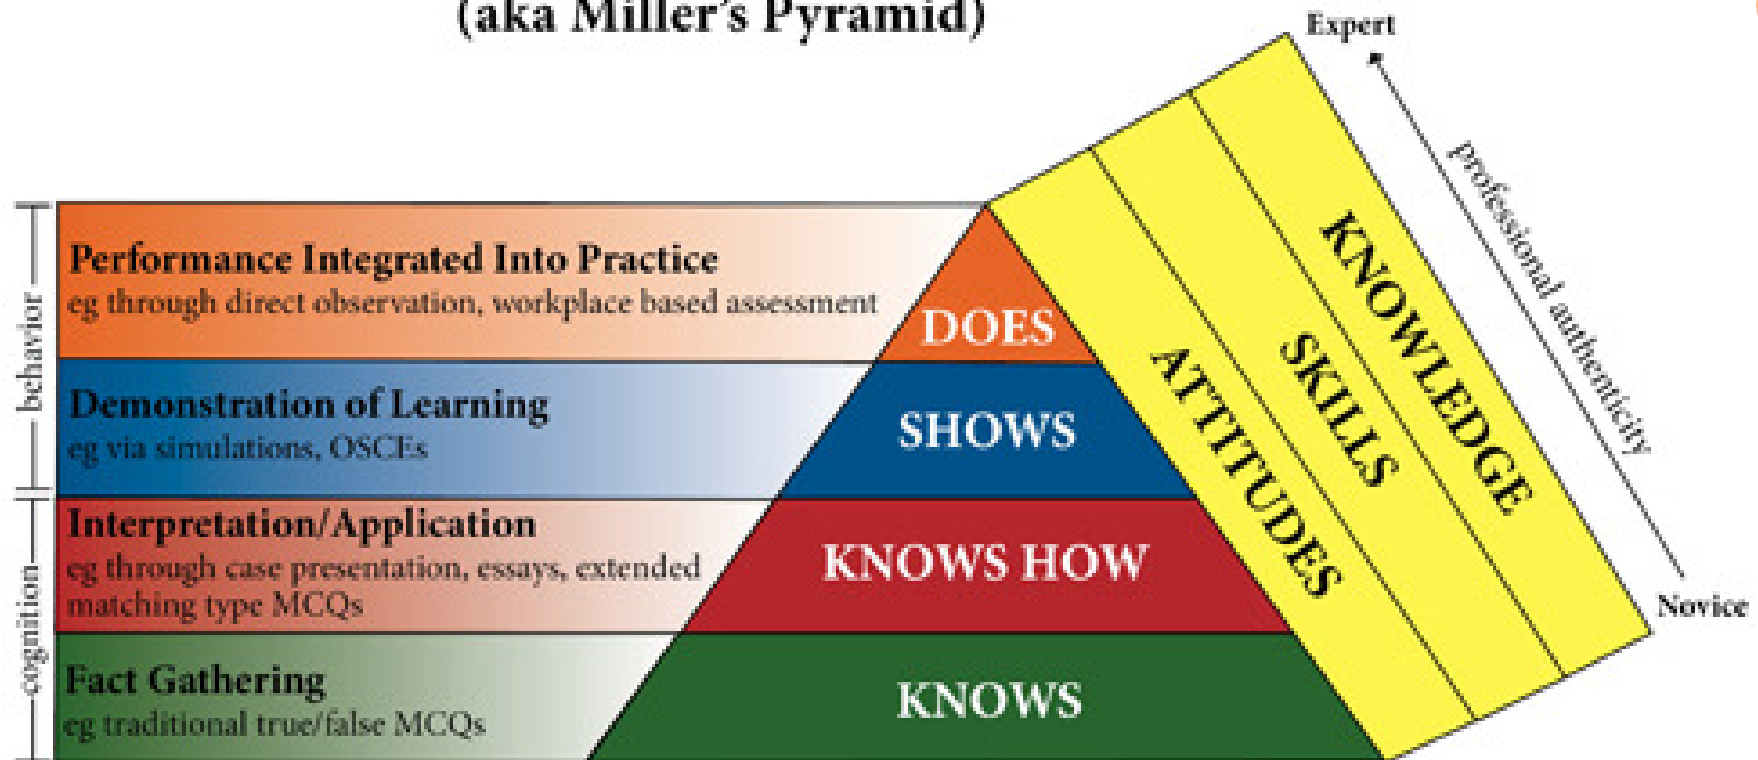 (aka Miller's Pyramid)
Expert
professional authenticity
Novice
behavior
cognition
Performance Integrated Into Practice
eg through direct observation, workplace based assessment
DOES
Demonstration of Learning
eg via simulations, OSCEs
SHOWS
Interpretation/Application
eg through case presentation, essays, extended
matching type MCQs
KNOWS HOW
Fact Gathering
eg traditional true/false MCQs
KNOWS
KNOWLEDGE
SKILLS
ATTITUDES